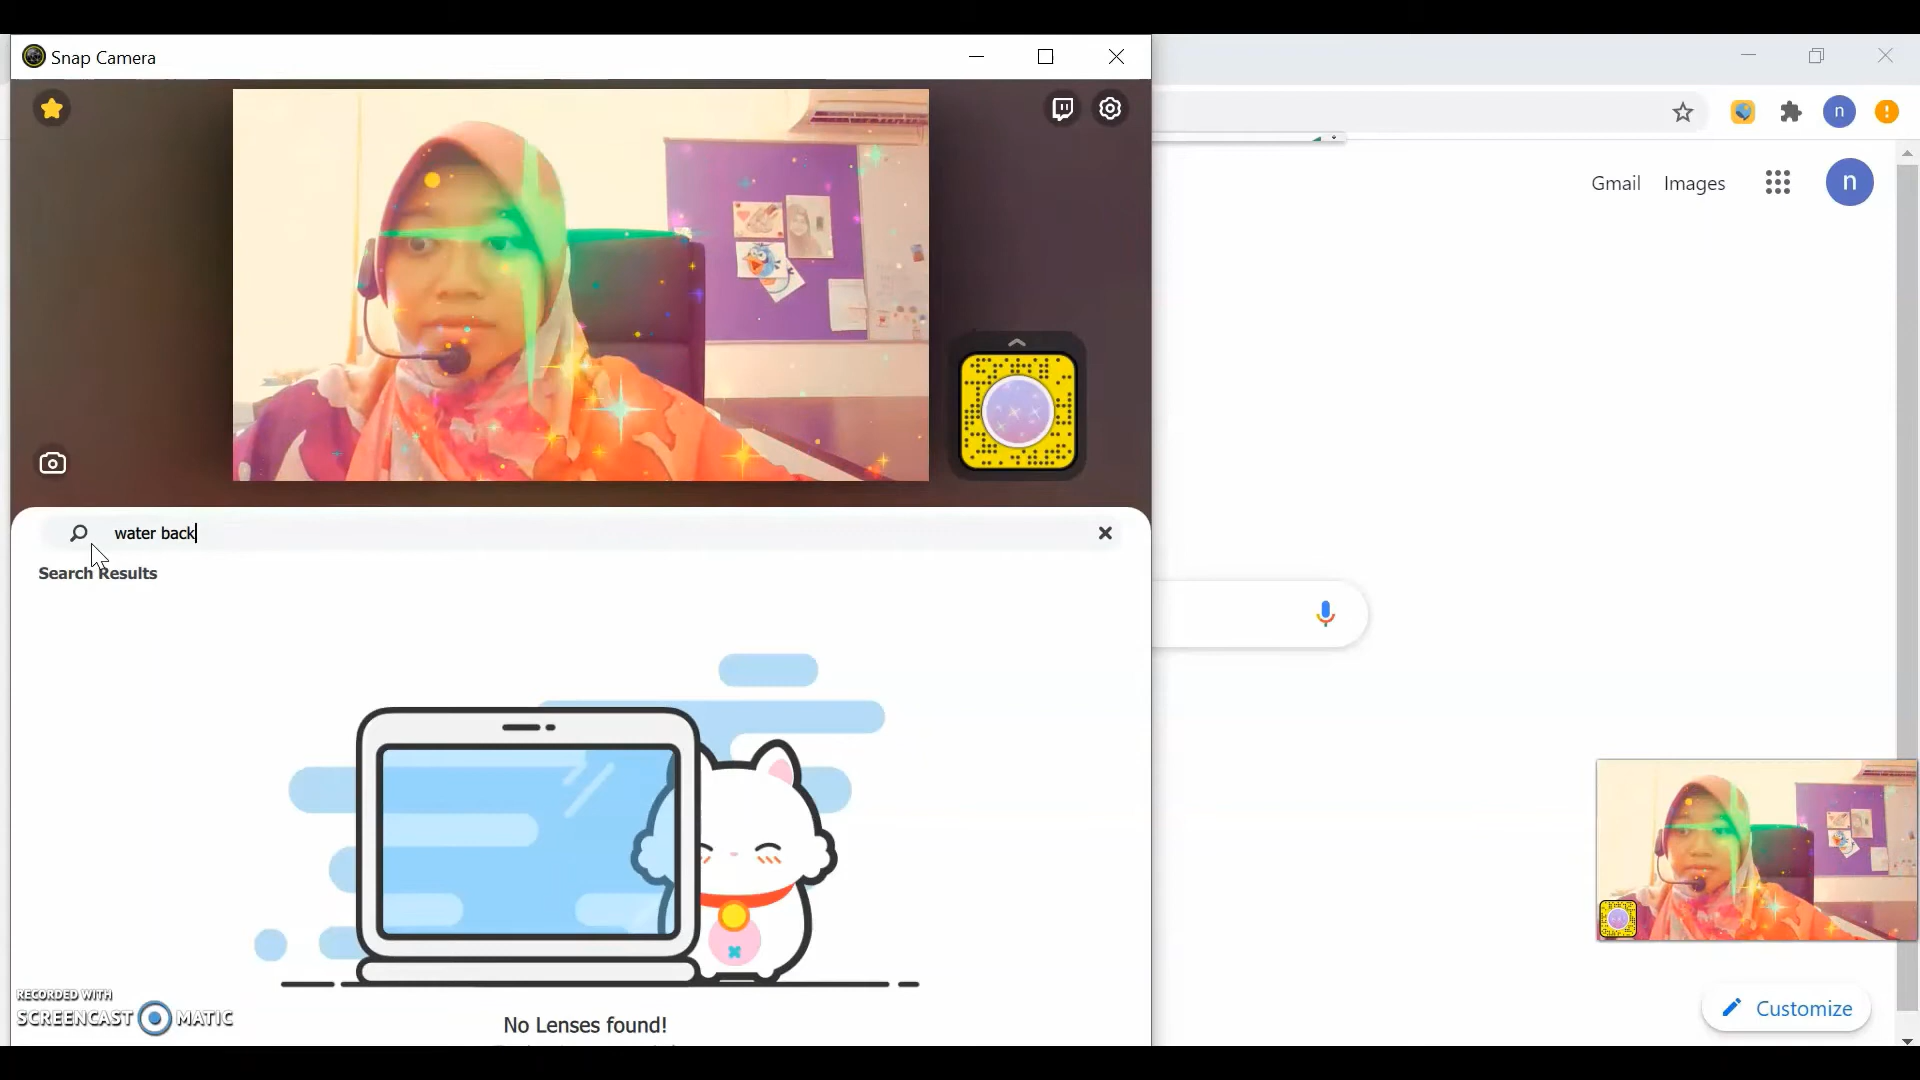 Snap Camera
n
Gmail
Images
n
water back
Search Results
No Lenses found!
Customize
RECORDED WITH
SCREENCAST MATIC